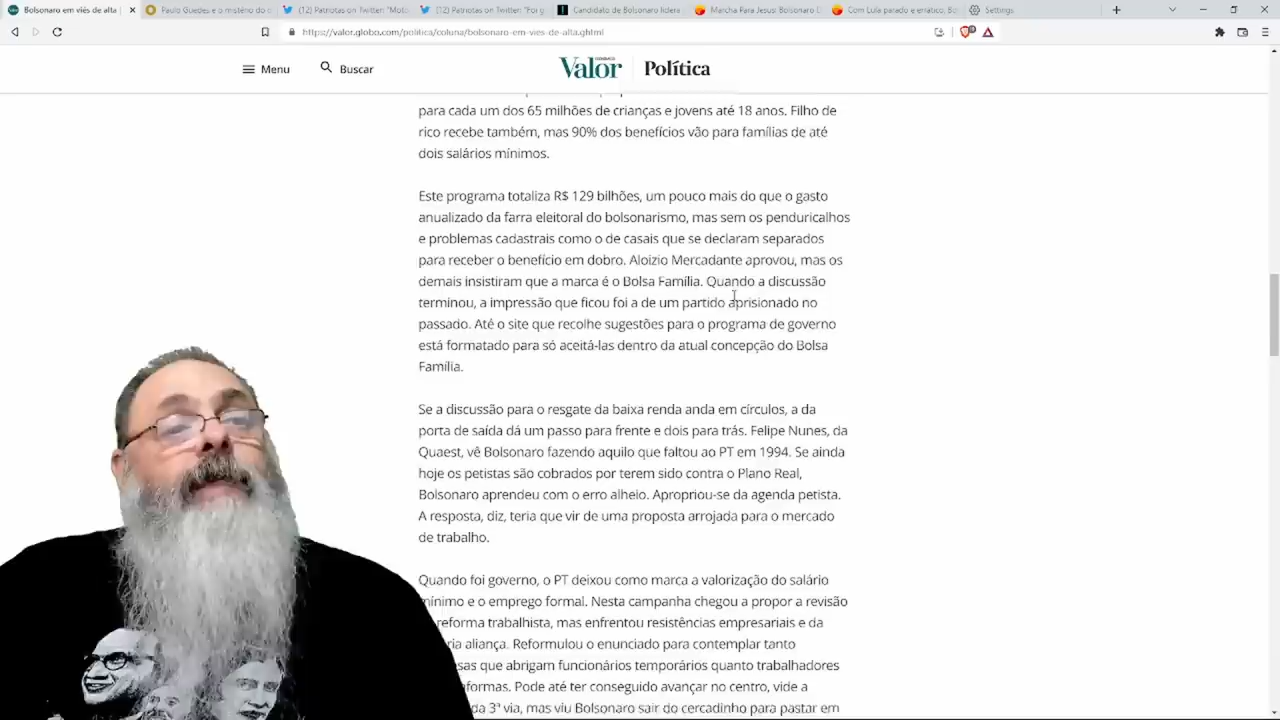 Bolsonaro em viés de alta
Paulo Guedes e o mistério do c
(12) Patriotas on Twitter: "Moto
(12) Patriotas on Twitter: "Foi g
Candidato de Bolsonaro lidera
Marcha Para Jesus! Bolsonaro D
Com Lula parado e errático, Bol
Settings
https://valor.globo.com/politica/coluna/bolsonaro-em-vies-de-alta.ghtml
Menu
Buscar
Valor
Política
para cada um dos 65 milhões de crianças e jovens até 18 anos. Filho de
rico recebe também, mas 90% dos benefícios vão para famílias de até
dois salários mínimos.
Este programa totaliza R$ 129 bilhões, um pouco mais do que o gasto
anualizado da farra eleitoral do bolsonarismo, mas sem os penduricalhos
e problemas cadastrais como o de casais que se declaram separados
para receber o benefício em dobro. Aloizio Mercadante aprovou, mas os
demais insistiram que a marca é o Bolsa Família. Quando a discussão
terminou, a impressão que ficou foi a de um partido aprisionado no
passado. Até o site que recolhe sugestões para o programa de governo
está formatado para só aceitá-las dentro da atual concepção do Bolsa
Família.
Se a discussão para o resgate da baixa renda anda em círculos, a da
porta de saída dá um passo para frente e dois para trás. Felipe Nunes, da
Quaest, vê Bolsonaro fazendo aquilo que faltou ao PT em 1994. Se ainda
hoje os petistas são cobrados por terem sido contra o Plano Real,
Bolsonaro aprendeu com o erro alheio. Apropriou-se da agenda petista.
A resposta, diz, teria que vir de uma proposta arrojada para o mercado
de trabalho.
Quando foi governo, o PT deixou como marca a valorização do salário
mínimo e o emprego formal. Nesta campanha chegou a propor a revisão
reforma trabalhista, mas enfrentou resistências empresariais e da
ria aliança. Reformulou o enunciado para contemplar tanto
sas que abrigam funcionários temporários quanto trabalhadores
formas. Pode até ter conseguido avançar no centro, vide a
da 3ª via, mas viu Bolsonaro sair do cercadinho para pastar em